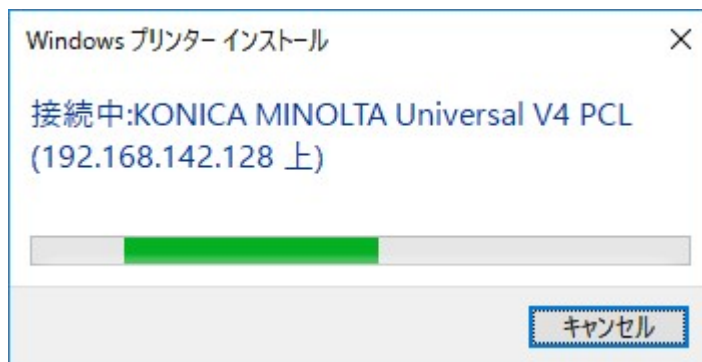 Windows プリンター インストール
接続中:KONICA MINOLTA Universal V4 PCL
(192.168.142.128 上)
キャンセル